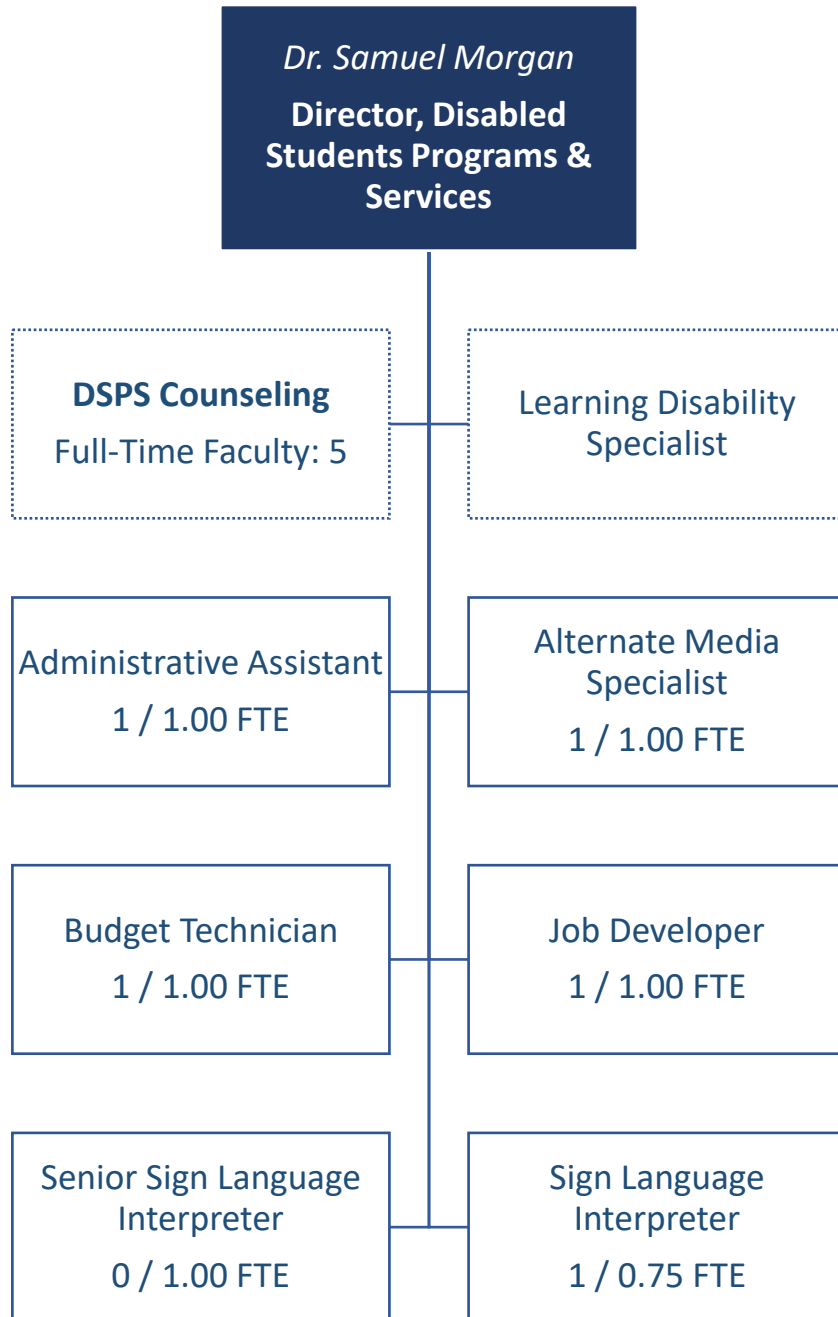 Dr. Samuel Morgan
Director, Disabled
Students Programs &
Services
DSPS Counseling
Full-Time Faculty: 5
Learning Disability
Specialist
Administrative Assistant
1 / 1.00 FTE
Alternate Media
Specialist
1 / 1.00 FTE
Budget Technician
1 / 1.00 FTE
Job Developer
1 / 1.00 FTE
Senior Sign Language
Interpreter
0 / 1.00 FTE
Sign Language
Interpreter
1 / 0.75 FTE